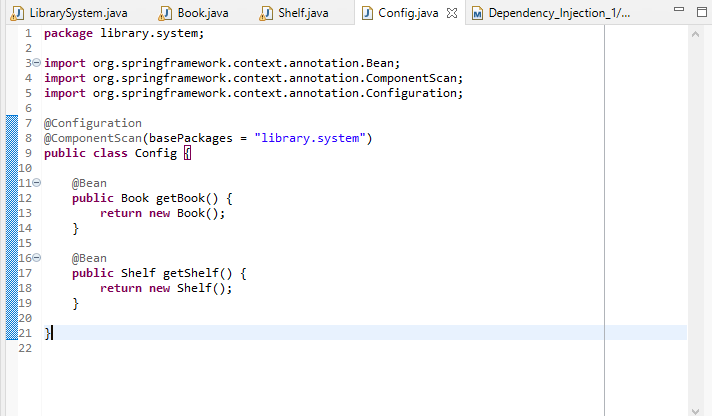 LibrarySystem.java Book.java Shelf.java Config.java Dependency_Injection_1/...
1 package library.system;
2
3 import org.springframework.context.annotation.Bean;
4 import org.springframework.context.annotation.ComponentScan;
5 import org.springframework.context.annotation.Configuration;
6
7 @Configuration
8 @ComponentScan(basePackages = "library.system")
9 public class Config {
10
11 @Bean
12 public Book getBook() {
13 return new Book();
14 }
15
16 @Bean
17 public Shelf getShelf() {
18 return new Shelf();
19 }
20
21 }
22